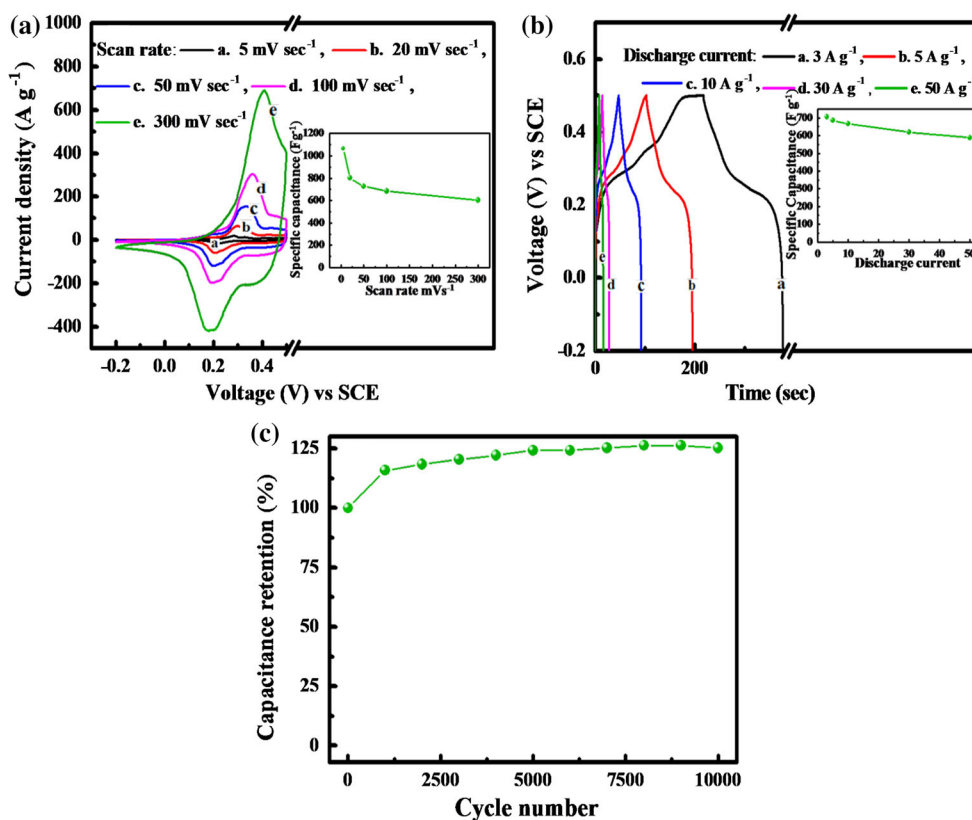 (a)
Scan rate: a. 5 mV sec⁻¹, b. 20 mV sec⁻¹,
c. 50 mV sec⁻¹, d. 100 mV sec⁻¹,
e. 300 mV sec⁻¹
1000
800
600
400
200
0
-200
-400
Current density (A g⁻¹)
-0.2 0.0 0.2 0.4
Voltage (V) vs SCE
e
d
c
b
a
Specific capacitance (Fg⁻¹)
1200
1000
800
600
400
200
0
0 50 100 150 200 250 300
Scan rate mVs⁻¹
(b)
Discharge current: a. 3 A g⁻¹, b. 5 A g⁻¹,
c. 10 A g⁻¹, d. 30 A g⁻¹, e. 50 A g⁻¹
0.6
0.4
0.2
0.0
-0.2
Voltage (V) vs SCE
0 200
Time (sec)
e
d
c
b
a
Specific Capacitance (Fg⁻¹)
800
700
600
500
400
300
200
100
0
10 20 30 40 50
Discharge current
(c)
125
100
75
50
25
0
Capacitance retention (%)
0 2500 5000 7500 10000
Cycle number